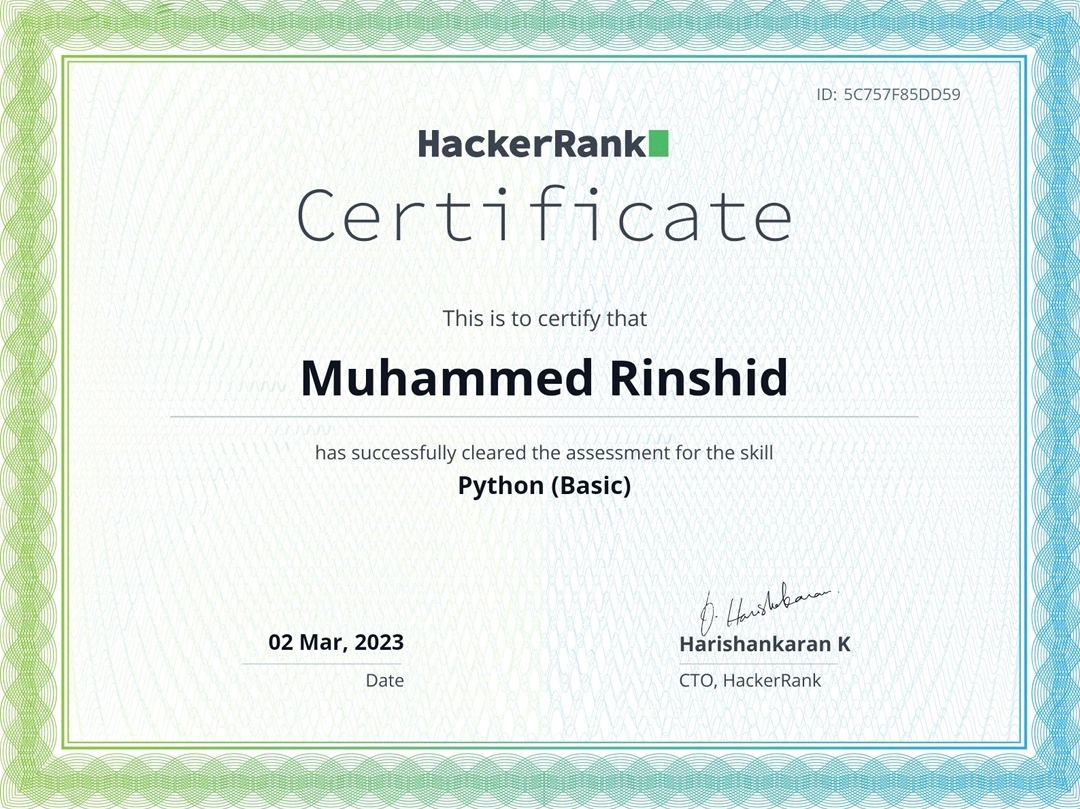 ID: 5C757F85DD59
HackerRank
Certificate
This is to certify that
Muhammed Rinshid
has successfully cleared the assessment for the skill
Python (Basic)
02 Mar, 2023
Date
Harishankaran K
CTO, HackerRank